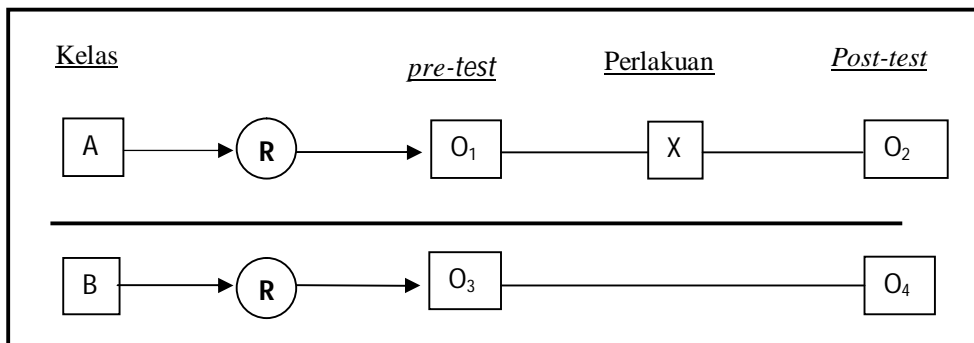 Kelas pre-test Perlakuan Post-test
A R O₁ X O₂
B R O₃ O₄